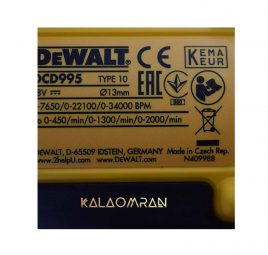 DEWALT CE KEMA KEUR
DCD995 TYPE 10 EAC
8V ⎓ Ø13mm
-7650/0-22100/0-34000 BPM
0-450/min/0-1300/min/0-2000/min
DEWALT, D-65509 IDSTEIN, GERMANY
www.2helpU.com www.DEWALT.com
Made in Czech Rep.
N409988
KALAOMRAN